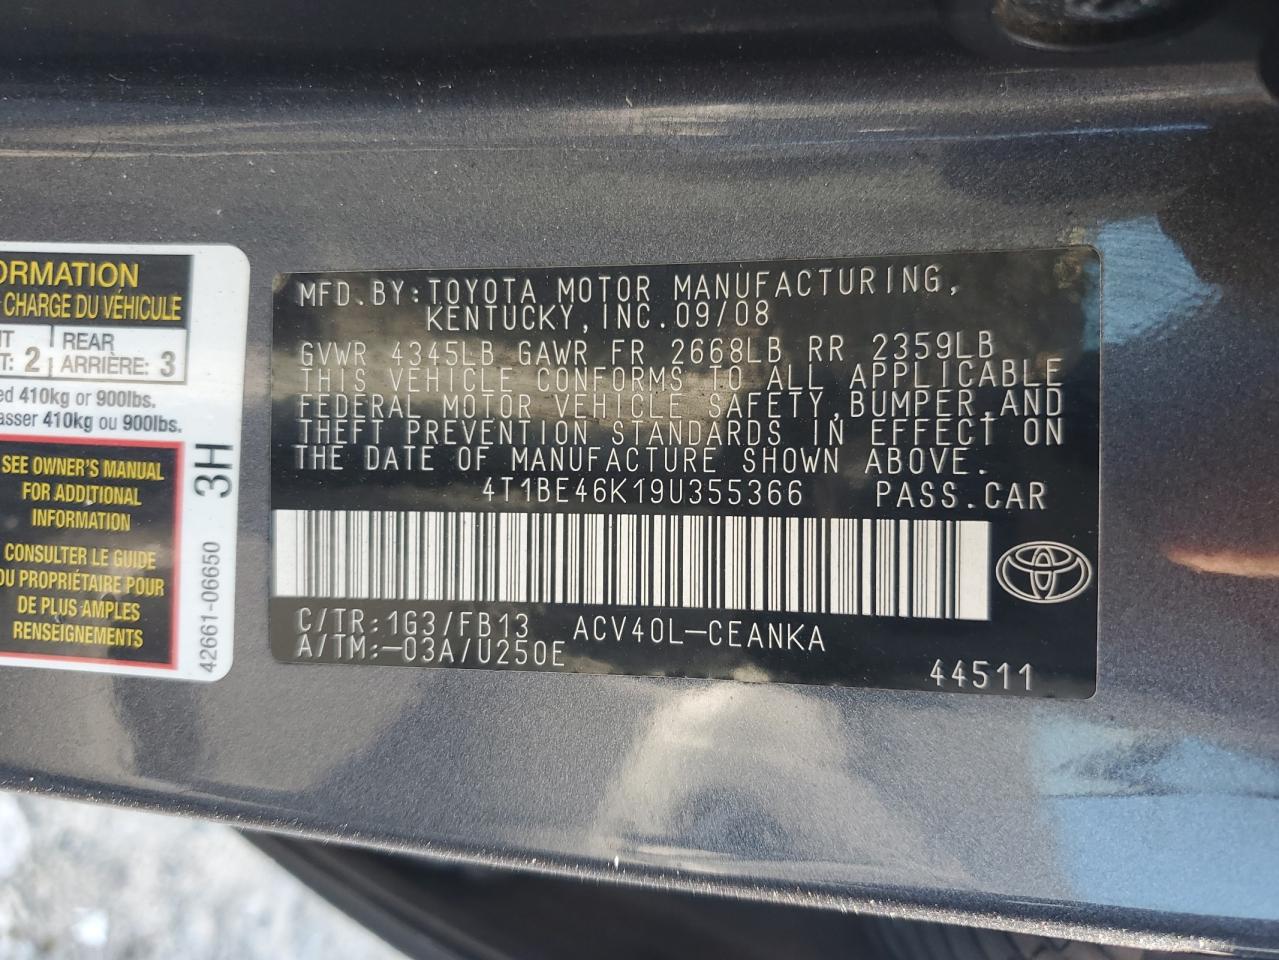 ORMATION
CHARGE DU VÉHICULE
T: 2
REAR
ARRIÈRE: 3
ed 410kg or 900lbs.
asser 410kg ou 900lbs.
SEE OWNER'S MANUAL
FOR ADDITIONAL
INFORMATION
CONSULTER LE GUIDE
DU PROPRIÉTAIRE POUR
DE PLUS AMPLES
RENSEIGNEMENTS
3H
42661-06650
MFD.BY:TOYOTA MOTOR MANUFACTURING,
KENTUCKY,INC.09/08
GVWR 4345LB GAWR FR 2668LB RR 2359LB
THIS VEHICLE CONFORMS TO ALL APPLICABLE
FEDERAL MOTOR VEHICLE SAFETY,BUMPER,AND
THEFT PREVENTION STANDARDS IN EFFECT ON
THE DATE OF MANUFACTURE SHOWN ABOVE.
4T1BE46K19U355366 PASS.CAR
C/TR:1G3/FB13 ACV40L-CEANKA
A/TM:-03A/U250E
44511